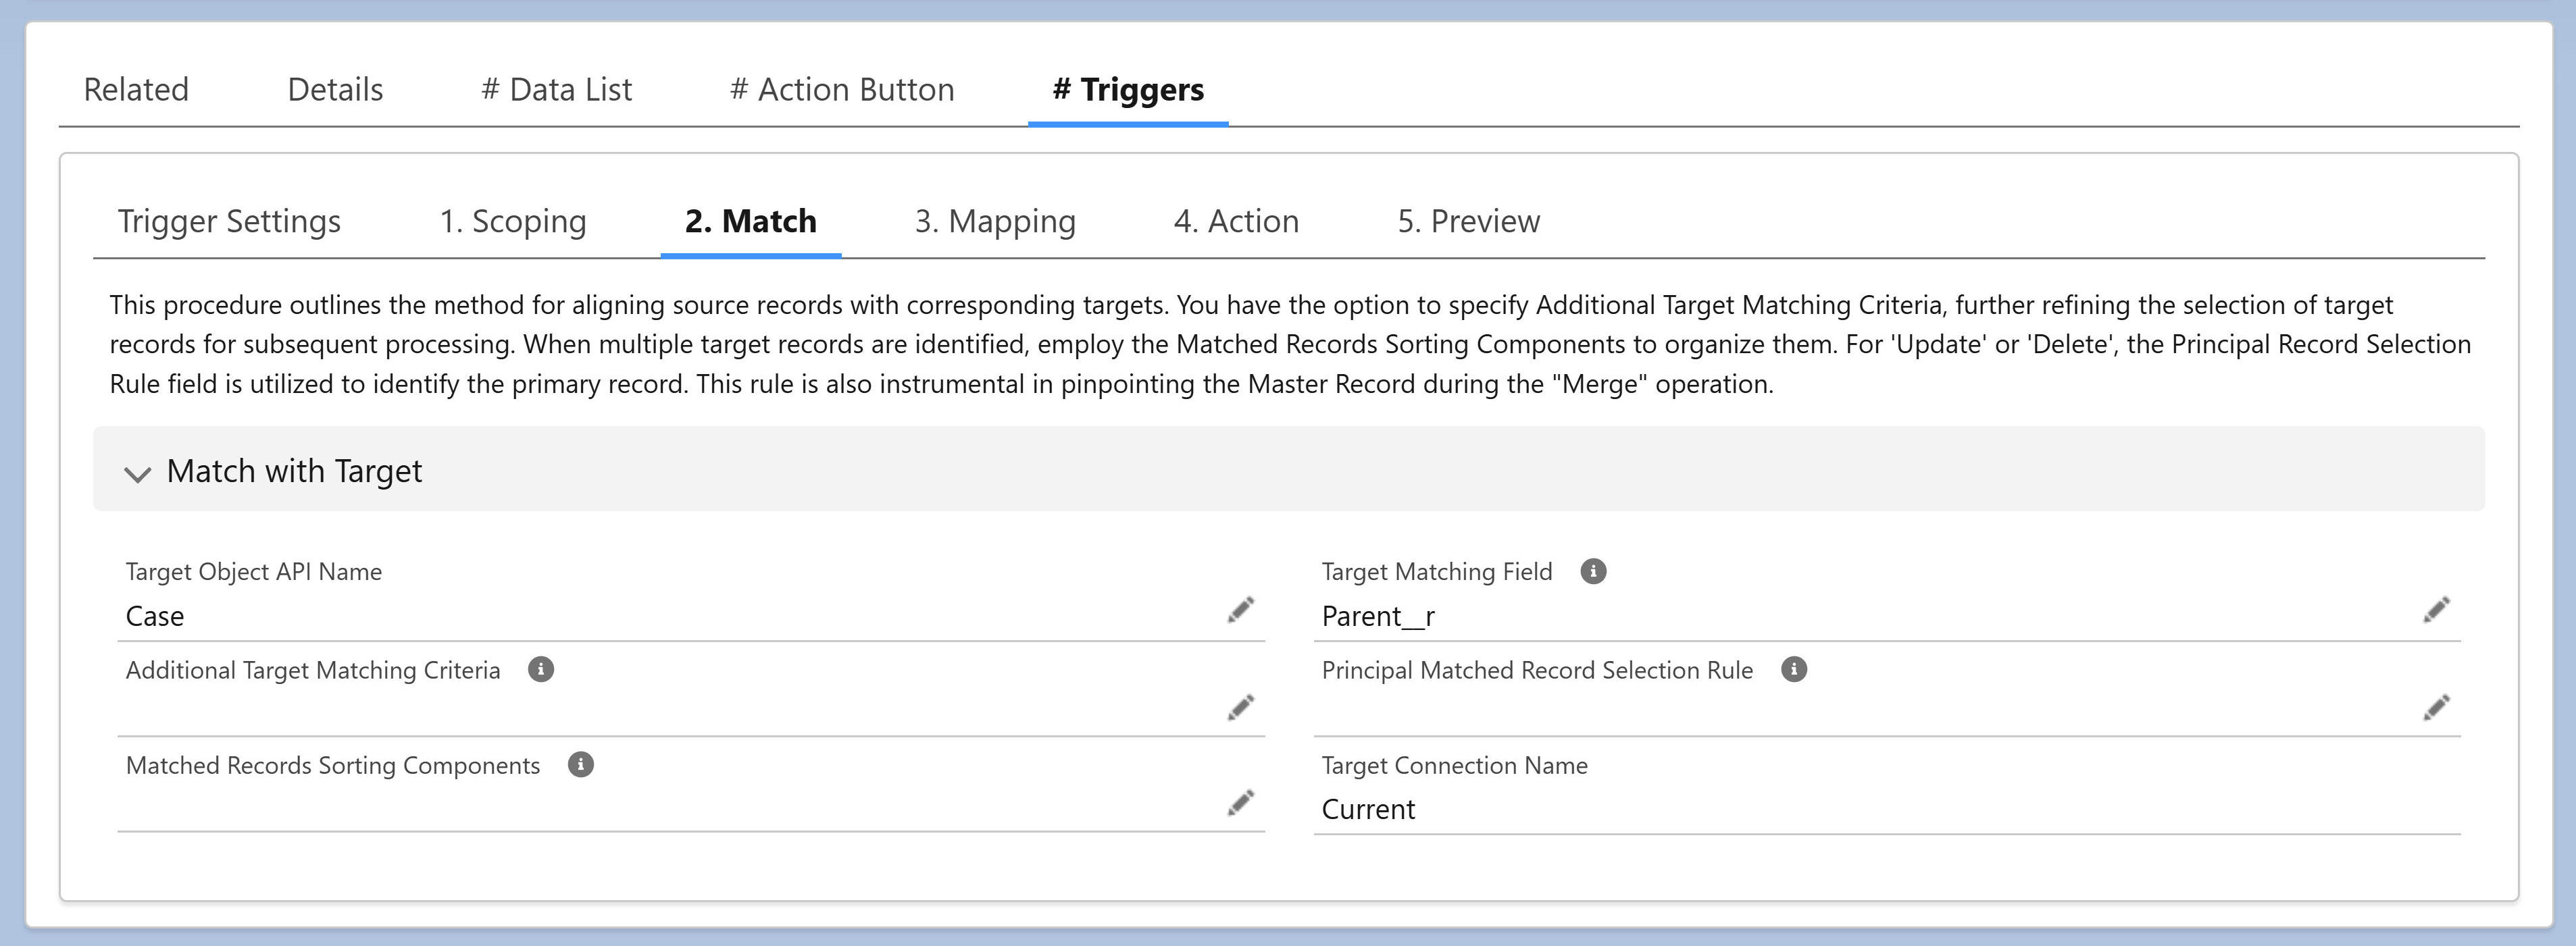 Related Details # Data List # Action Button # Triggers
Trigger Settings 1. Scoping 2. Match 3. Mapping 4. Action 5. Preview
This procedure outlines the method for aligning source records with corresponding targets. You have the option to specify Additional Target Matching Criteria, further refining the selection of target
records for subsequent processing. When multiple target records are identified, employ the Matched Records Sorting Components to organize them. For 'Update' or 'Delete', the Principal Record Selection
Rule field is utilized to identify the primary record. This rule is also instrumental in pinpointing the Master Record during the "Merge" operation.
Match with Target
Target Object API Name
Case
Target Matching Field
Parent__r
Additional Target Matching Criteria
Principal Matched Record Selection Rule
Matched Records Sorting Components
Target Connection Name
Current